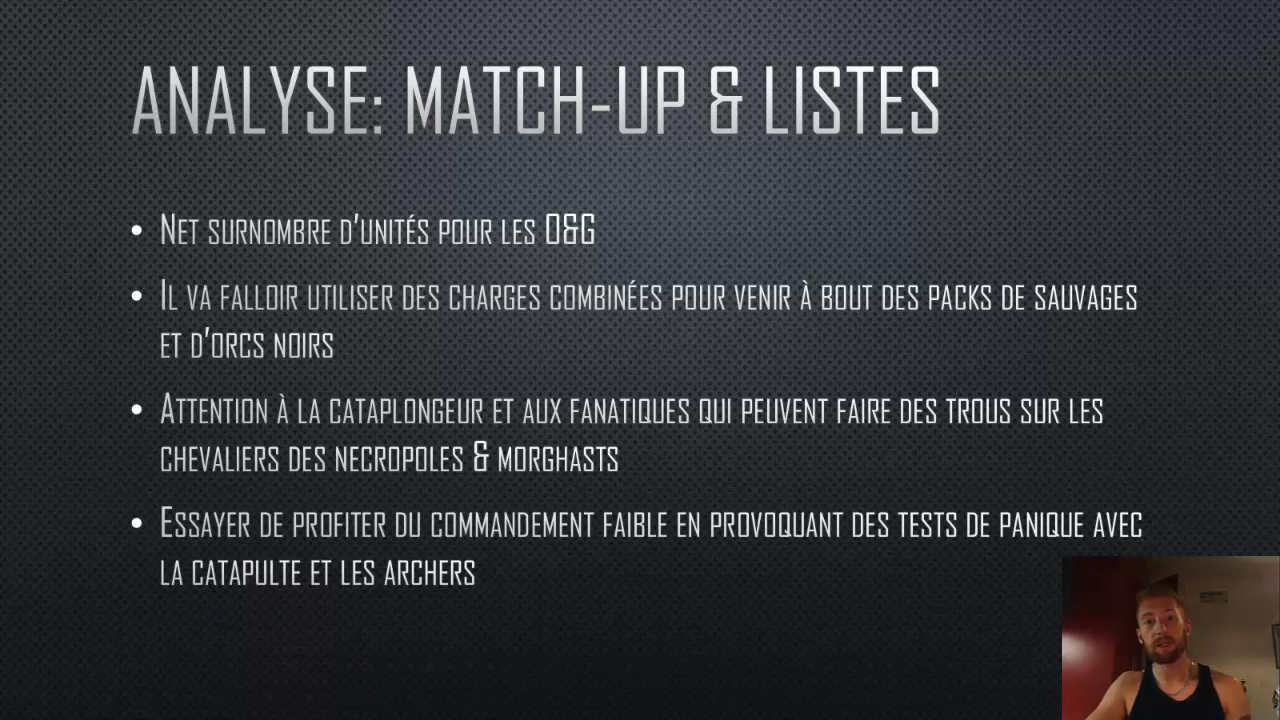 ANALYSE: MATCH-UP & LISTES
• NET SURNOMBRE D'UNITÉS POUR LES O&G
• IL VA FALLOIR UTILISER DES CHARGES COMBINÉES POUR VENIR À BOUT DES PACKS DE SAUVAGES
ET D'ORCS NOIRS
• ATTENTION À LA CATAPLONGEUR ET AUX FANATIQUES QUI PEUVENT FAIRE DES TROUS SUR LES
CHEVALIERS DES NECROPOLES & MORGHASTS
• ESSAYER DE PROFITER DU COMMANDEMENT FAIBLE EN PROVOQUANT DES TESTS DE PANIQUE AVEC
LA CATAPULTE ET LES ARCHERS